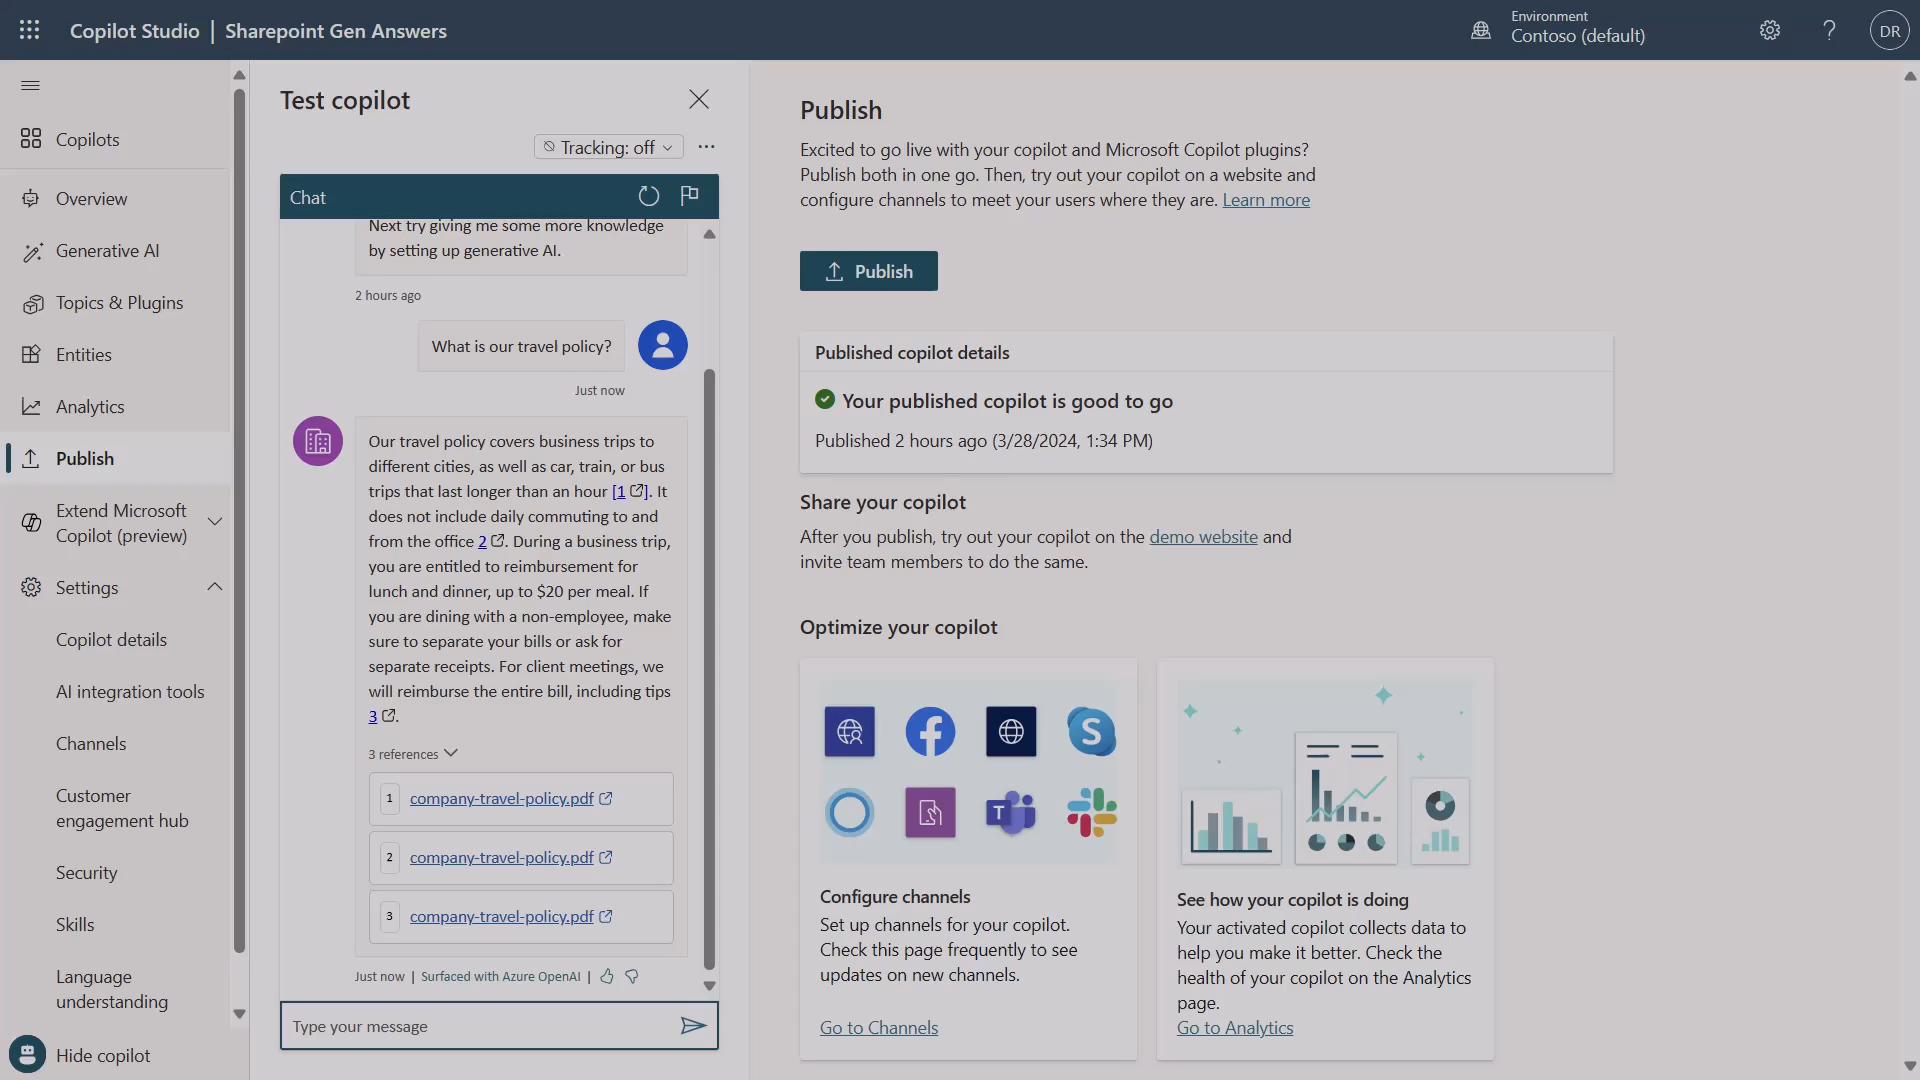 Copilot Studio | Sharepoint Gen Answers
Environment
Contoso (default)
DR
Copilots
Overview
Generative AI
Topics & Plugins
Entities
Analytics
Publish
Extend Microsoft
Copilot (preview)
Settings
Copilot details
AI integration tools
Channels
Customer
engagement hub
Security
Skills
Language
understanding
Hide copilot
Test copilot
Tracking: off
Chat
Next try giving me some more knowledge
by setting up generative AI.
2 hours ago
What is our travel policy?
Just now
Our travel policy covers business trips to
different cities, as well as car, train, or bus
trips that last longer than an hour [1]. It
does not include daily commuting to and
from the office 2. During a business trip,
you are entitled to reimbursement for
lunch and dinner, up to $20 per meal. If
you are dining with a non-employee, make
sure to separate your bills or ask for
separate receipts. For client meetings, we
will reimburse the entire bill, including tips
3.
3 references
1 company-travel-policy.pdf
2 company-travel-policy.pdf
3 company-travel-policy.pdf
Just now | Surfaced with Azure OpenAI |
Type your message
Publish
Excited to go live with your copilot and Microsoft Copilot plugins?
Publish both in one go. Then, try out your copilot on a website and
configure channels to meet your users where they are. Learn more
Publish
Published copilot details
Your published copilot is good to go
Published 2 hours ago (3/28/2024, 1:34 PM)
Share your copilot
After you publish, try out your copilot on the demo website and
invite team members to do the same.
Optimize your copilot
Configure channels
Set up channels for your copilot.
Check this page frequently to see
updates on new channels.
Go to Channels
See how your copilot is doing
Your activated copilot collects data to
help you make it better. Check the
health of your copilot on the Analytics
page.
Go to Analytics